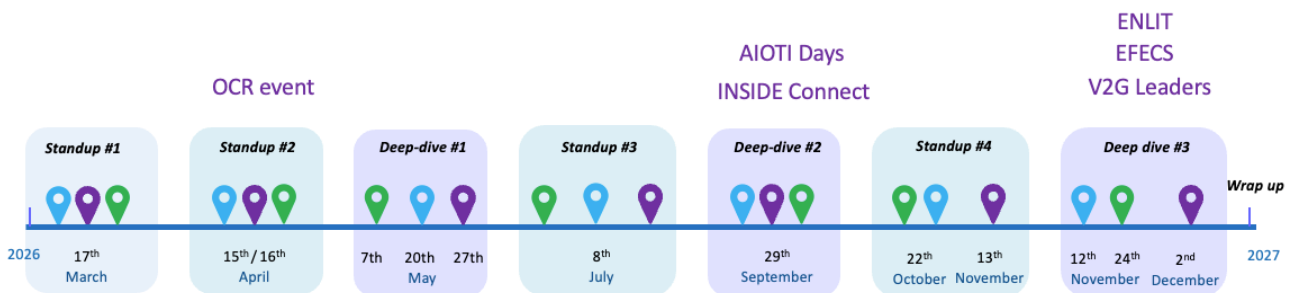 ENLIT
EFECS
V2G Leaders
AIOTI Days
INSIDE Connect
OCR event
Standup #1
Standup #2
Deep-dive #1
Standup #3
Deep-dive #2
Standup #4
Deep dive #3
Wrap up
2026
17th
March
15th / 16th
April
7th 20th 27th
May
8th
July
29th
September
22th
October
13th
November
12th 24th
November
2nd
December
2027